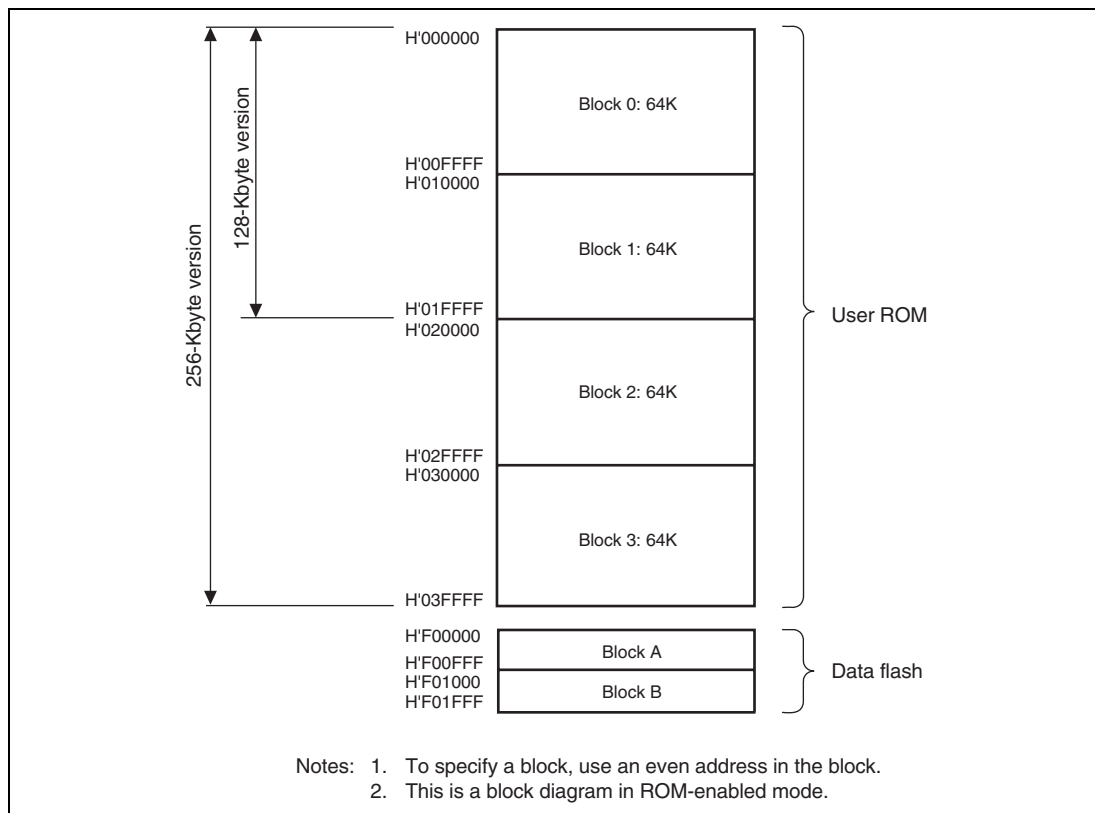 H'000000
Block 0: 64K
H'00FFFF
H'010000
128-Kbyte version
256-Kbyte version
Block 1: 64K
H'01FFFF
H'020000
User ROM
Block 2: 64K
H'02FFFF
H'030000
Block 3: 64K
H'03FFFF
H'F00000
Block A
H'F00FFF
H'F01000
Data flash
Block B
H'F01FFF
Notes: 1. To specify a block, use an even address in the block.
2. This is a block diagram in ROM-enabled mode.